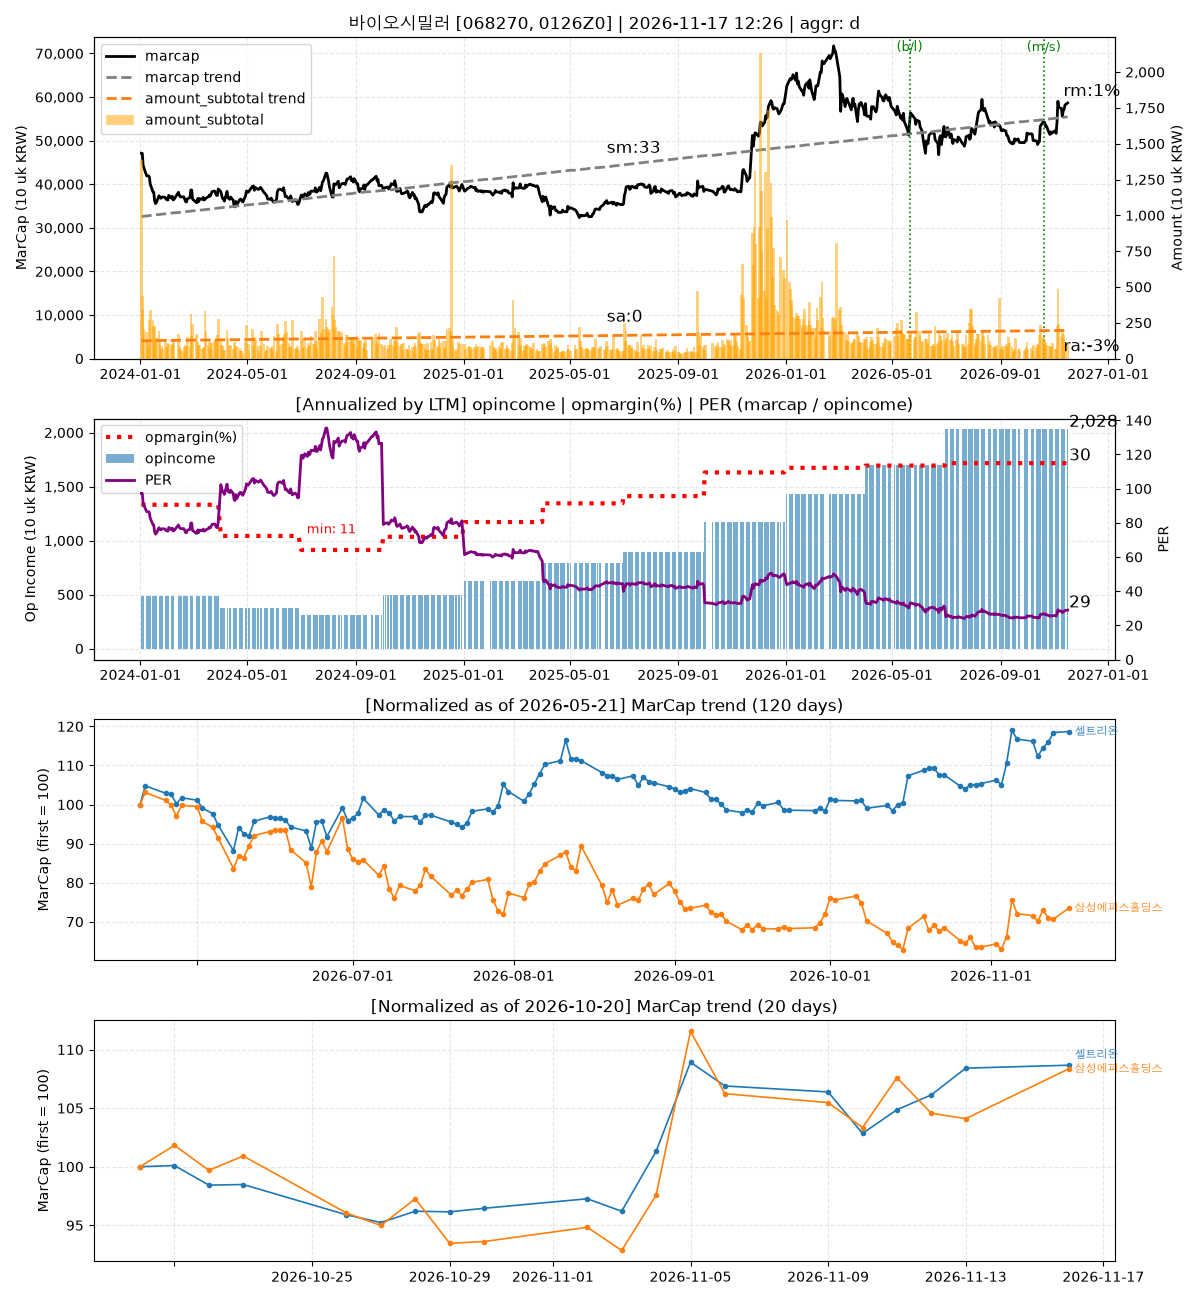 바이오시밀러 [068270, 0126Z0] | 2026-11-17 12:26 | aggr: d
marcap
marcap trend
amount_subtotal trend
amount_subtotal
(b/l)
(m/s)
rm:1%
sm:33
sa:0
ra:-3%
MarCap (10 uk KRW)
70,000
60,000
50,000
40,000
30,000
20,000
10,000
0
Amount (10 uk KRW)
2,000
1,750
1,500
1,250
1,000
750
500
250
0
2024-01-01
2024-05-01
2024-09-01
2025-01-01
2025-05-01
2025-09-01
2026-01-01
2026-05-01
2026-09-01
2027-01-01
[Annualized by LTM] opincome | opmargin(%) | PER (marcap / opincome)
opmargin(%)
opincome
PER
min: 11
2,028
30
29
Op Income (10 uk KRW)
2,000
1,500
1,000
500
0
PER
140
120
100
80
60
40
20
0
2024-01-01
2024-05-01
2024-09-01
2025-01-01
2025-05-01
2025-09-01
2026-01-01
2026-05-01
2026-09-01
2027-01-01
[Normalized as of 2026-05-21] MarCap trend (120 days)
MarCap (first = 100)
120
110
100
90
80
70
셀트리온
삼성에피스홀딩스
2026-07-01
2026-08-01
2026-09-01
2026-10-01
2026-11-01
[Normalized as of 2026-10-20] MarCap trend (20 days)
MarCap (first = 100)
110
105
100
95
셀트리온
삼성에피스홀딩스
2026-10-25
2026-10-29
2026-11-01
2026-11-05
2026-11-09
2026-11-13
2026-11-17